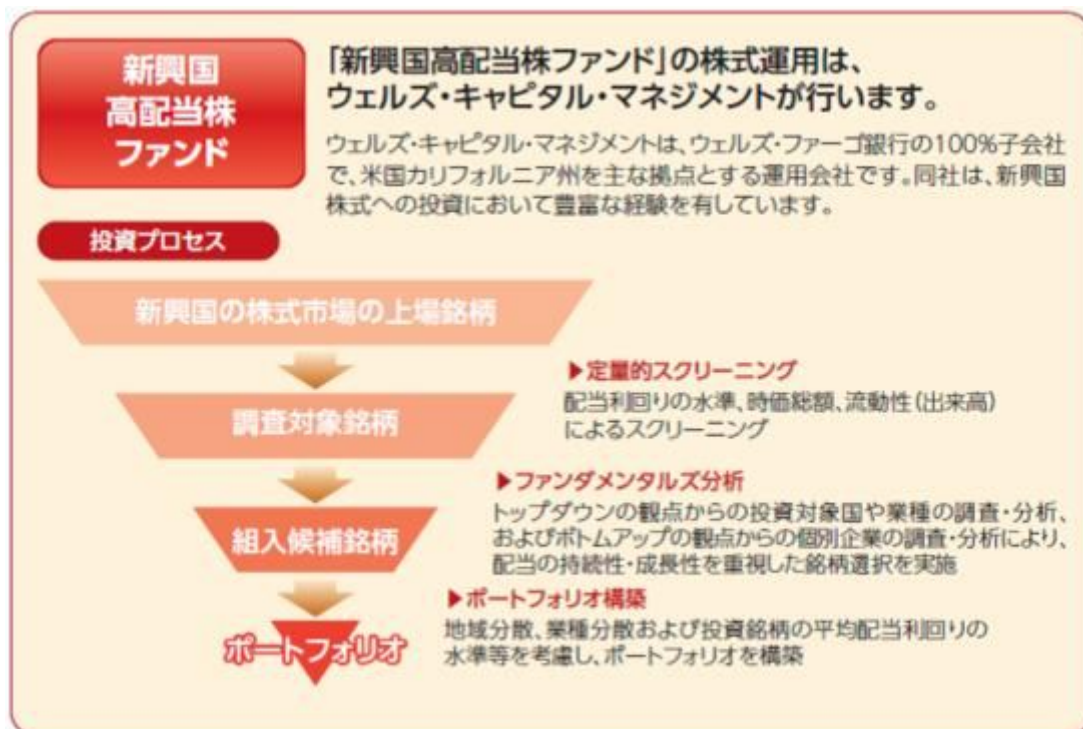 新興国
高配当株
ファンド
「新興国高配当株ファンド」の株式運用は、
ウェルズ・キャピタル・マネジメントが行います。
ウェルズ・キャピタル・マネジメントは、ウェルズ・ファーゴ銀行の100%子会社
で、米国カリフォルニア州を主な拠点とする運用会社です。同社は、新興国
株式への投資において豊富な経験を有しています。
投資プロセス
新興国の株式市場の上場銘柄
▶定量的スクリーニング
配当利回りの水準、時価総額、流動性(出来高)
によるスクリーニング
調査対象銘柄
▶ファンダメンタルズ分析
トップダウンの観点からの投資対象国や業種の調査・分析、
およびボトムアップの観点からの個別企業の調査・分析により、
配当の持続性・成長性を重視した銘柄選択を実施
組入候補銘柄
▶ポートフォリオ構築
地域分散、業種分散および投資銘柄の平均配当利回りの
水準等を考慮し、ポートフォリオを構築
ポートフォリオ